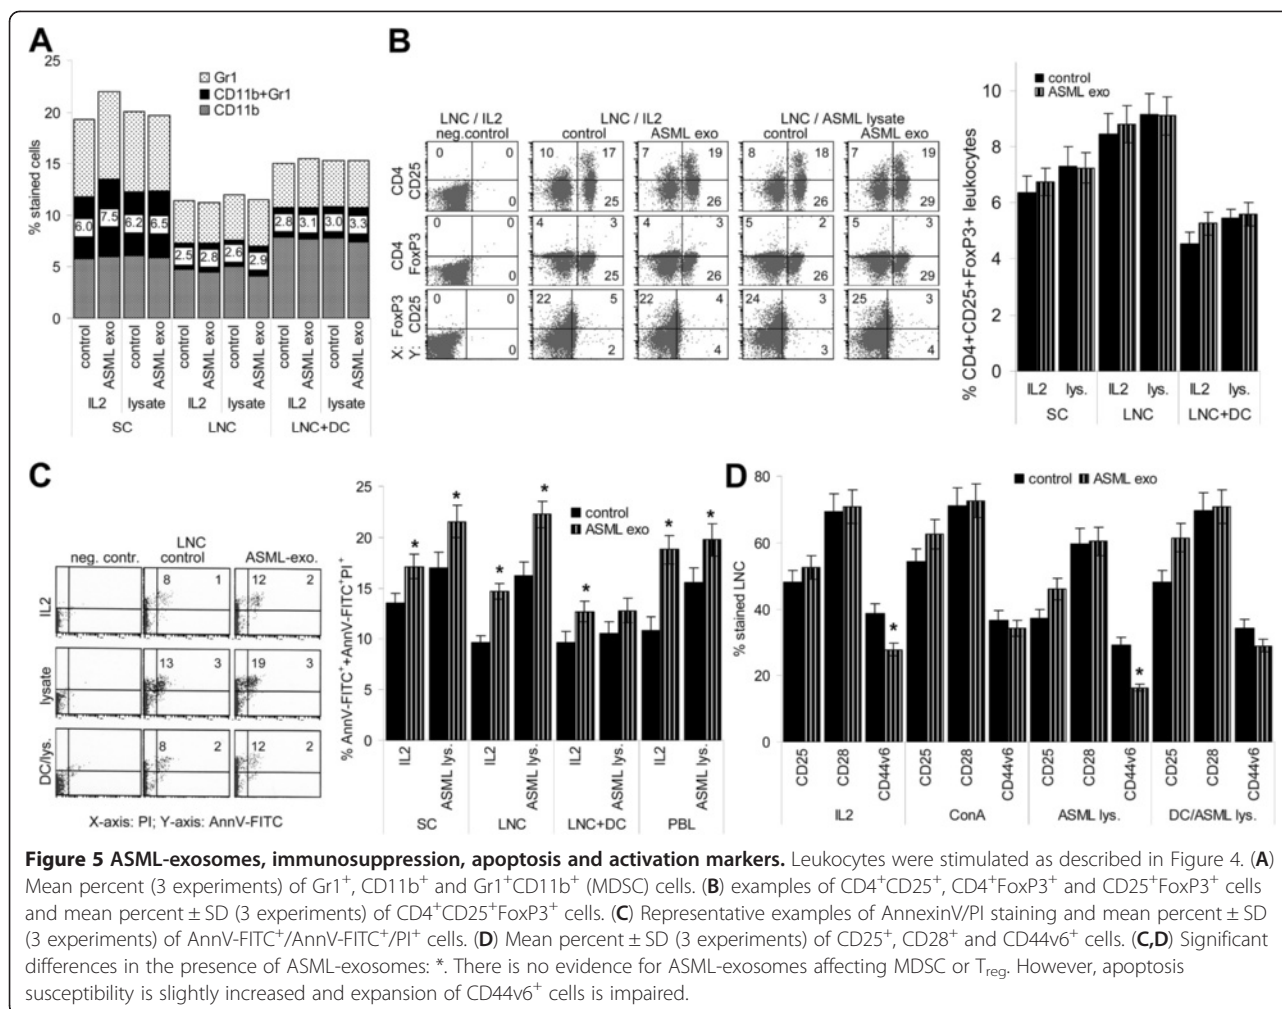 A
25
20
15
10
5
0
% stained cells
Gr1
CD11b+Gr1
CD11b
6.0 7.5 6.2 6.5 2.5 2.8 2.6 2.9 2.8 3.1 3.0 3.3
control ASML exo control ASML exo control ASML exo control ASML exo control ASML exo control ASML exo
IL2 lysate IL2 lysate IL2 lysate
SC LNC LNC+DC
B
LNC / IL2 LNC / IL2 LNC / ASML lysate
neg.control control ASML exo control ASML exo
CD4 CD25
0 0 10 17 7 19 8 18 7 19
0 25 26 26 29
CD4 FoxP3
0 0 4 3 4 3 5 2 5 3
0 25 26 26 29
X: FoxP3
Y: CD25
0 0 22 5 22 4 24 3 25 3
0 2 4 3 4
% CD4+CD25+FoxP3+ leukocytes
10
8
6
4
2
0
control
ASML exo
IL2 lys. IL2 lys. IL2 lys.
SC LNC LNC+DC
C
LNC
neg. contr. control ASML-exo.
IL2
8 1 12 2
lysate
13 3 19 3
DC/lys.
8 2 12 2
X-axis: PI; Y-axis: AnnV-FITC
% AnnV-FITC++AnnV-FITC+PI+
25
20
15
10
5
0
control
ASML exo
* * * * * * *
IL2 ASML lys. IL2 ASML lys. IL2 ASML lys. IL2 ASML lys.
SC LNC LNC+DC PBL
D
% stained LNC
80
60
40
20
0
control ASML exo
* *
CD25 CD28 CD44v6 CD25 CD28 CD44v6 CD25 CD28 CD44v6 CD25 CD28 CD44v6
IL2 ConA ASML lys. DC/ASML lys.
Figure 5 ASML-exosomes, immunosuppression, apoptosis and activation markers. Leukocytes were stimulated as described in Figure 4. (A)
Mean percent (3 experiments) of Gr1+, CD11b+ and Gr1+CD11b+ (MDSC) cells. (B) examples of CD4+CD25+, CD4+FoxP3+ and CD25+FoxP3+ cells
and mean percent ± SD (3 experiments) of CD4+CD25+FoxP3+ cells. (C) Representative examples of AnnexinV/PI staining and mean percent ± SD
(3 experiments) of AnnV-FITC+/AnnV-FITC+/PI+ cells. (D) Mean percent ± SD (3 experiments) of CD25+, CD28+ and CD44v6+ cells. (C,D) Significant
differences in the presence of ASML-exosomes: *. There is no evidence for ASML-exosomes affecting MDSC or Treg. However, apoptosis
susceptibility is slightly increased and expansion of CD44v6+ cells is impaired.